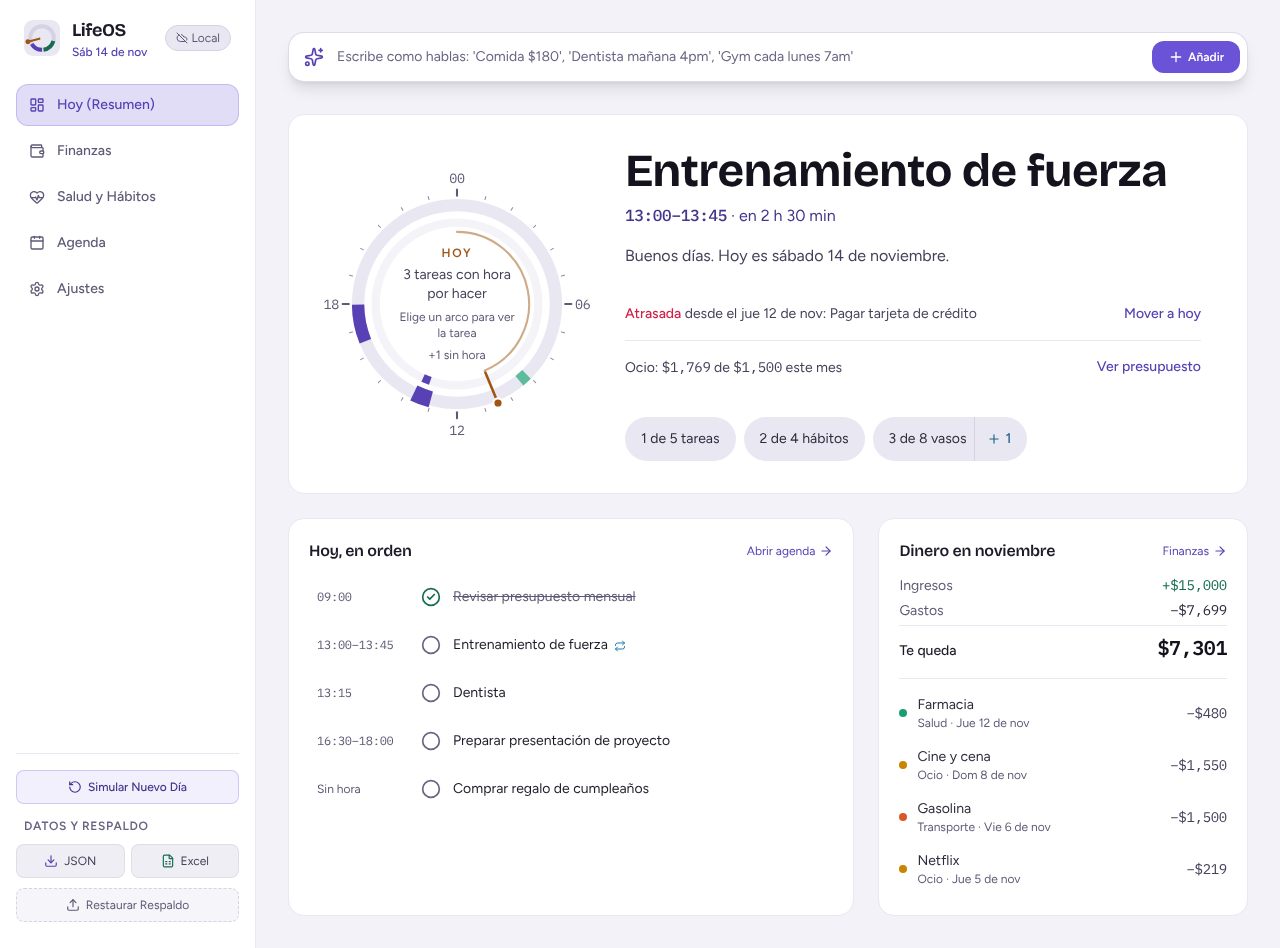 LifeOS
Sáb 14 de nov
Local
Hoy (Resumen)
Finanzas
Salud y Hábitos
Agenda
Ajustes
Simular Nuevo Día
DATOS Y RESPALDO
JSON
Excel
Restaurar Respaldo
Escribe como hablas: 'Comida $180', 'Dentista mañana 4pm', 'Gym cada lunes 7am'
Añadir
00
06
12
18
HOY
3 tareas con hora
por hacer
Elige un arco para ver
la tarea
+1 sin hora
Entrenamiento de fuerza
13:00–13:45 · en 2 h 30 min
Buenos días. Hoy es sábado 14 de noviembre.
Atrasada desde el jue 12 de nov: Pagar tarjeta de crédito
Mover a hoy
Ocio: $1,769 de $1,500 este mes
Ver presupuesto
1 de 5 tareas
2 de 4 hábitos
3 de 8 vasos
+ 1
Hoy, en orden
Abrir agenda →
09:00 Revisar presupuesto mensual
13:00–13:45 Entrenamiento de fuerza
13:15 Dentista
16:30–18:00 Preparar presentación de proyecto
Sin hora Comprar regalo de cumpleaños
Dinero en noviembre
Finanzas →
Ingresos +$15,000
Gastos −$7,699
Te queda $7,301
Farmacia
Salud · Jue 12 de nov
−$480
Cine y cena
Ocio · Dom 8 de nov
−$1,550
Gasolina
Transporte · Vie 6 de nov
−$1,500
Netflix
Ocio · Jue 5 de nov
−$219